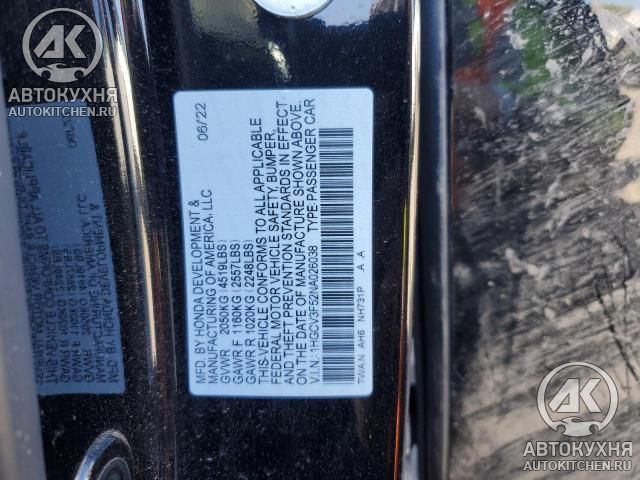 AK
АВТОКУХНЯ
AUTOKITCHEN.RU
MFD. BY HONDA DEVELOPMENT & 06/22
MANUFACTURING OF AMERICA, LLC
GVWR 2050KG (4519LBS)
GAWR F 1160KG (2557LBS)
GAWR R 1020KG (2248LBS)
THIS VEHICLE CONFORMS TO ALL APPLICABLE
FEDERAL MOTOR VEHICLE SAFETY, BUMPER,
AND THEFT PREVENTION STANDARDS IN EFFECT
ON THE DATE OF MANUFACTURE SHOWN ABOVE.
V.I.N.: 1HGCV3F52NA026038 TYPE: PASSENGER CAR
TWAN AH6 NH731P A A
AK
АВТОКУХНЯ
AUTOKITCHEN.RU